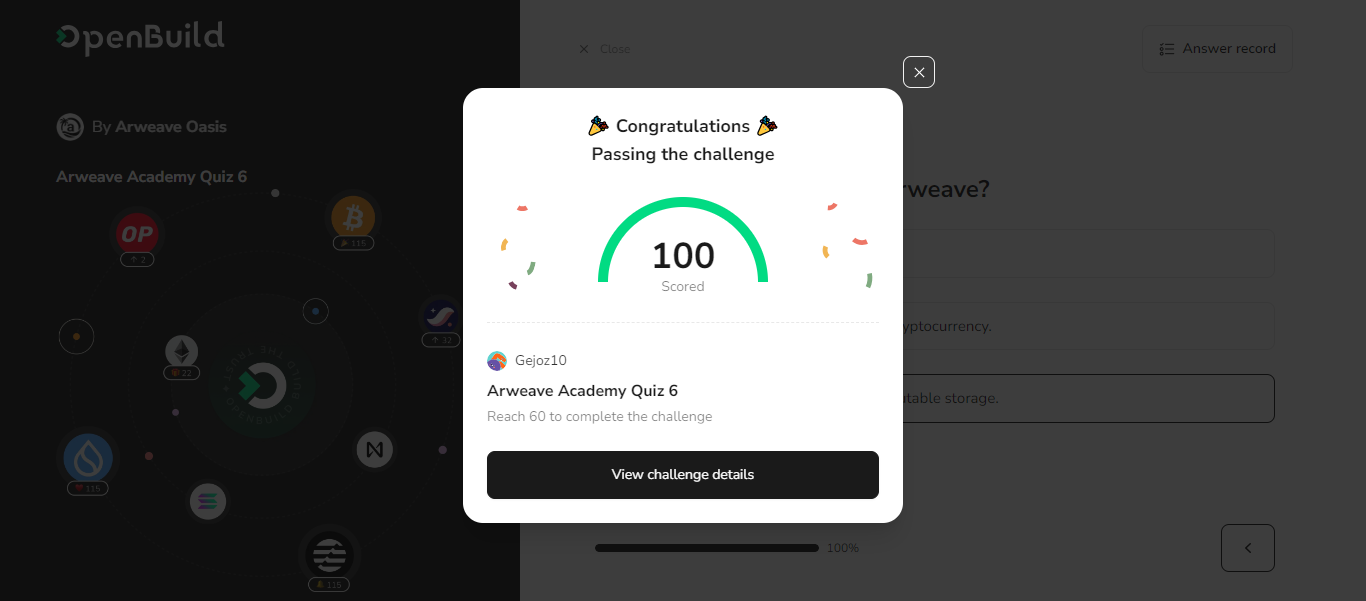 OpenBuild
By Arweave Oasis
Arweave Academy Quiz 6
OP
2
115
32
22
115
115
Close
Answer record
rweave?
yptocurrency.
utable storage.
100%
Congratulations
Passing the challenge
100
Scored
Gejoz10
Arweave Academy Quiz 6
Reach 60 to complete the challenge
View challenge details